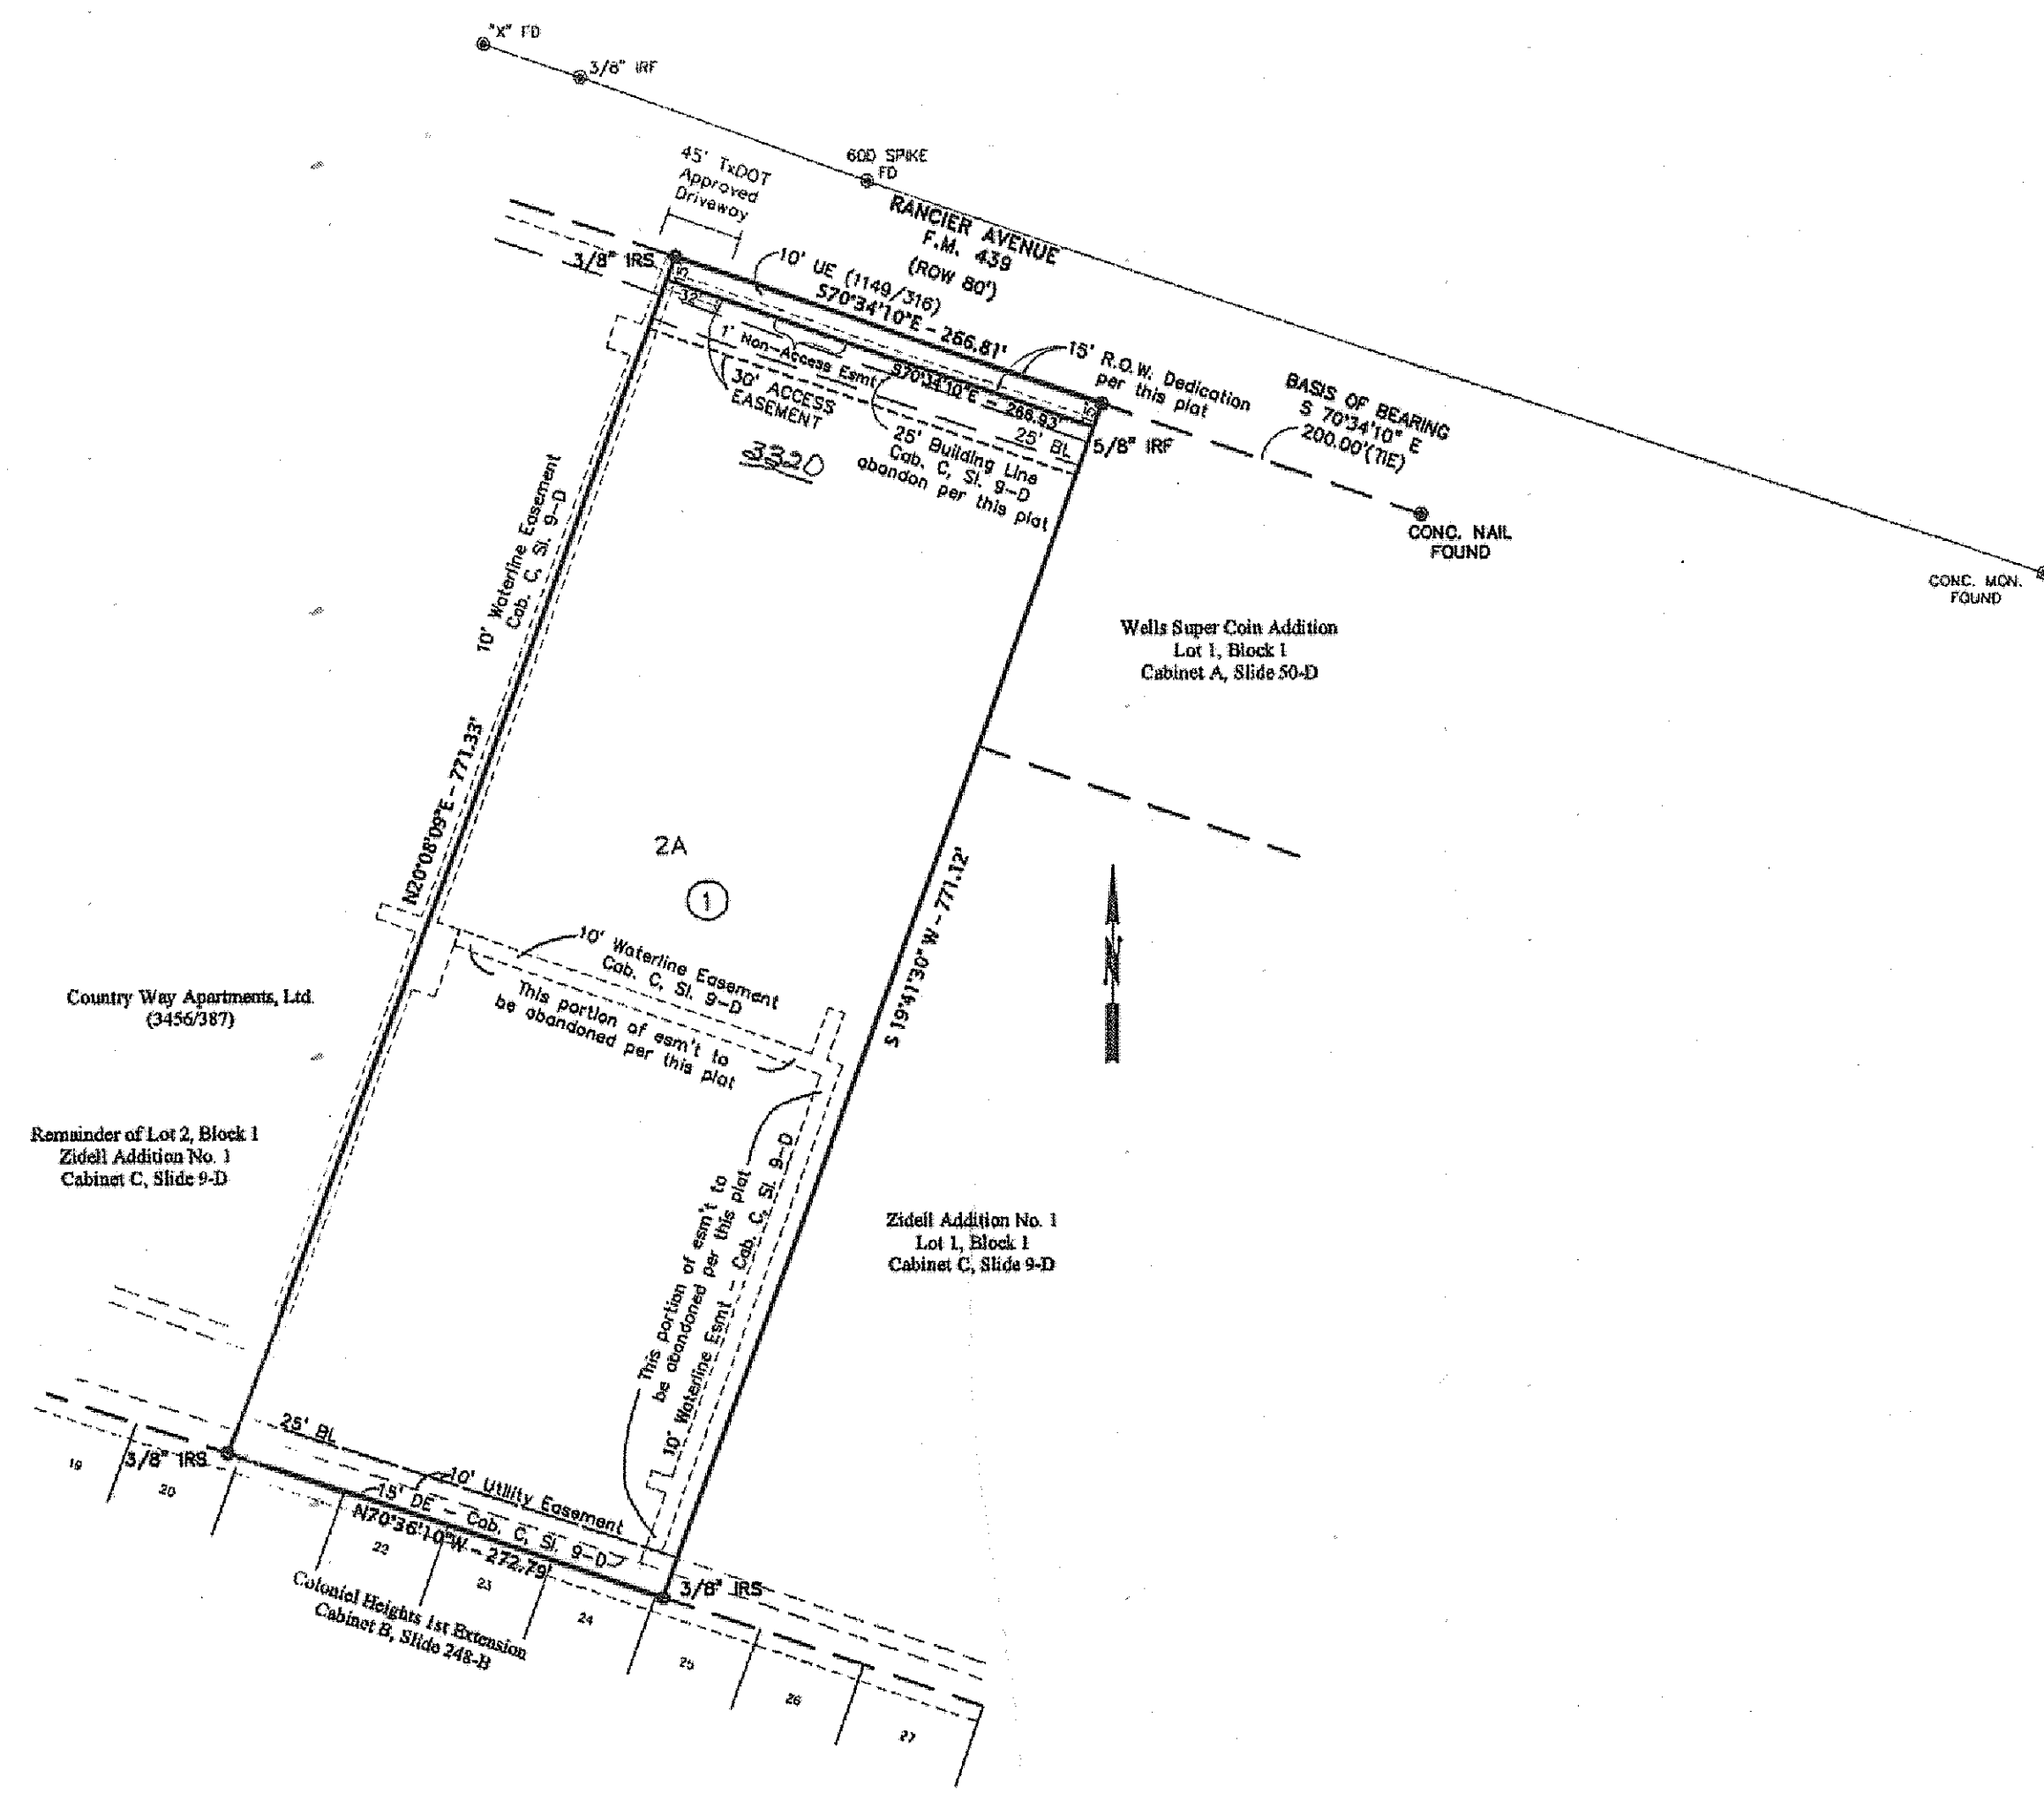 "X" FD
3/8" IRF
60D SPIKE
FD
45' TxDOT
Approved
Driveway
RANCIER AVENUE
F.M. 439
(ROW 80')
3/8" IRS
10' UE (1149/316)
S70°34'10"E - 266.81'
15'
32'
1' Non-Access Esmt
S70°34'10"E - 266.93'
15'
15' R.O.W. Dedication
per this plat
30' ACCESS
EASEMENT
3320
25' BL
25' Building Line
Cab. C, Sl. 9-D
abandon per this plat
5/8" IRF
BASIS OF BEARING
S 70°34'10" E
200.00'(TIE)
CONC. NAIL
FOUND
CONC. MON.
FOUND
10' Waterline Easement
Cab. C, Sl. 9-D
Wells Super Coin Addition
Lot 1, Block 1
Cabinet A, Slide 50-D
N20°08'09"E - 771.33'
2A
1
S 19°41'30" W - 771.12'
N
10' Waterline Easement
Cab. C, Sl. 9-D
This portion of esm't to
be abandoned per this plat
Country Way Apartments, Ltd.
(3456/387)
Remainder of Lot 2, Block 1
Zidell Addition No. 1
Cabinet C, Slide 9-D
This portion of esm't to
be abandoned per this plat
10' Waterline Esmt - Cab. C, Sl. 9-D
Zidell Addition No. 1
Lot 1, Block 1
Cabinet C, Slide 9-D
25' BL
3/8" IRS
10' Utility Easement
15' DE - Cab. C, Sl. 9-D
N70°36'10"W - 272.79'
3/8" IRS
19
20
22
23
24
25
26
27
Colonial Heights 1st Extension
Cabinet B, Slide 248-B